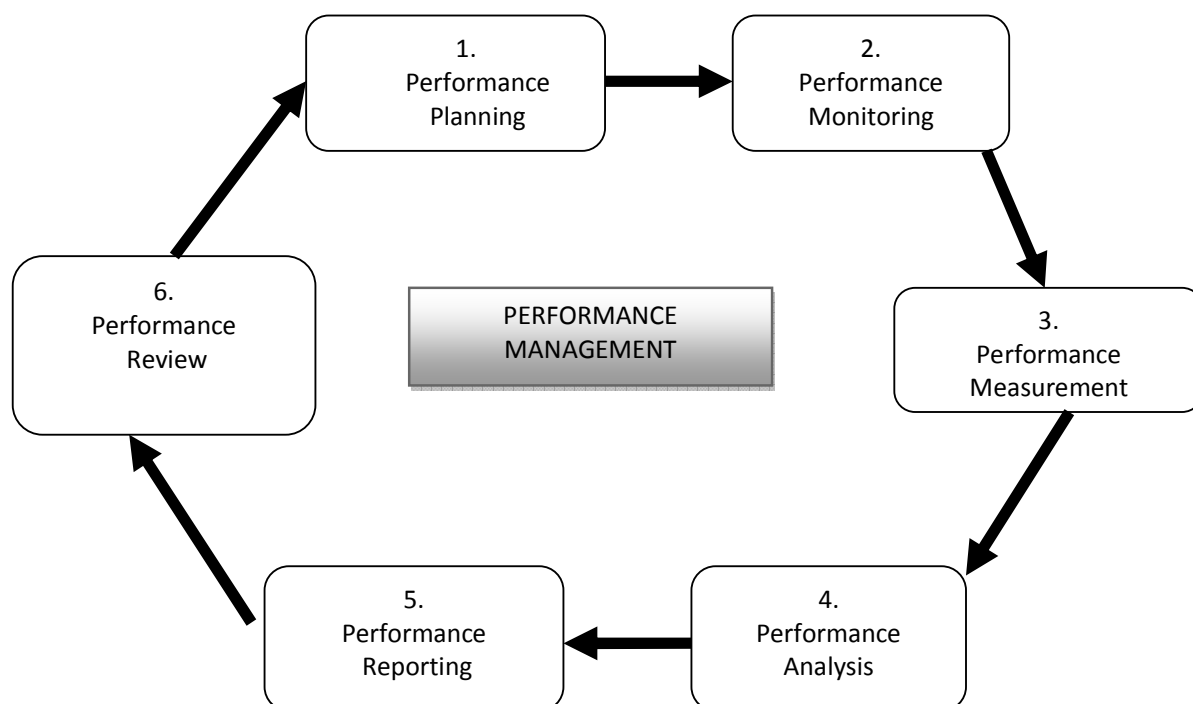 1.
Performance
Planning
2.
Performance
Monitoring
3.
Performance
Measurement
4.
Performance
Analysis
5.
Performance
Reporting
6.
Performance
Review
PERFORMANCE
MANAGEMENT